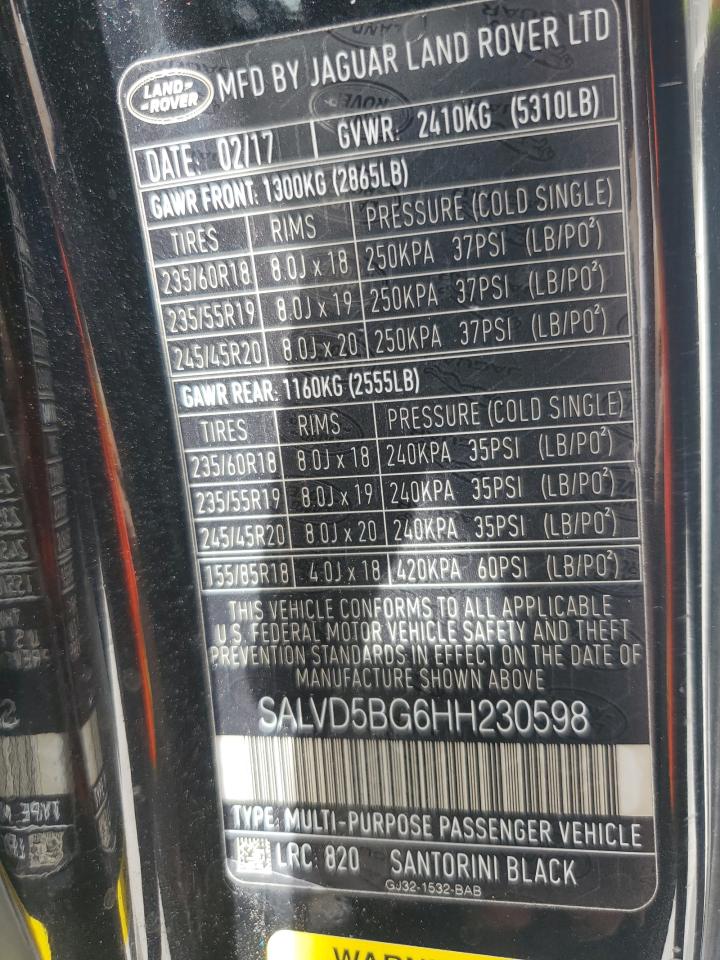 LAND-
-ROVER
MFD BY JAGUAR LAND ROVER LTD
DATE: 02/17 GVWR: 2410KG (5310LB)
GAWR FRONT: 1300KG (2865LB)
TIRES RIMS PRESSURE (COLD SINGLE)
235/60R18 8.0J x 18 250KPA 37PSI (LB/PO²)
235/55R19 8.0J x 19 250KPA 37PSI (LB/PO²)
245/45R20 8.0J x 20 250KPA 37PSI (LB/PO²)
GAWR REAR: 1160KG (2555LB)
TIRES RIMS PRESSURE (COLD SINGLE)
235/60R18 8.0J x 18 240KPA 35PSI (LB/PO²)
235/55R19 8.0J x 19 240KPA 35PSI (LB/PO²)
245/45R20 8.0J x 20 240KPA 35PSI (LB/PO²)
155/85R18 4.0J x 18 420KPA 60PSI (LB/PO²)
THIS VEHICLE CONFORMS TO ALL APPLICABLE
U.S. FEDERAL MOTOR VEHICLE SAFETY AND THEFT
PREVENTION STANDARDS IN EFFECT ON THE DATE OF
MANUFACTURE SHOWN ABOVE
SALVD5BG6HH230598
TYPE: MULTI-PURPOSE PASSENGER VEHICLE
LRC: 820 SANTORINI BLACK
GJ32-1532-BAB